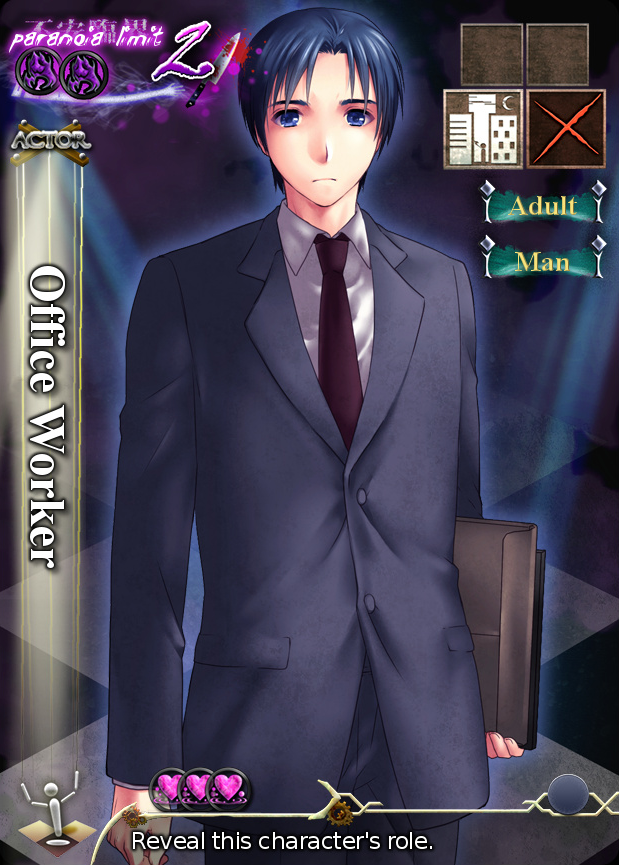 paranoia limit
2
ACTOR
Office Worker
Adult
Man
Reveal this character's role.